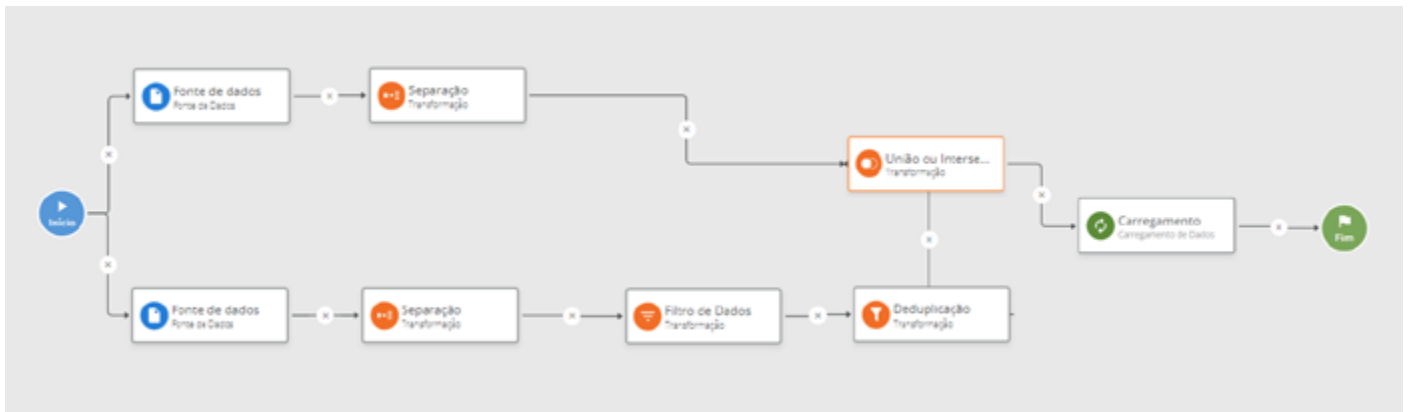 Fonte de dados
Fonte de Dados
Separação
Transformação
União ou Interse...
Transformação
Início
Carregamento
Carregamento de Dados
Fim
Fonte de dados
Fonte de Dados
Separação
Transformação
Filtro de Dados
Transformação
Deduplicação
Transformação